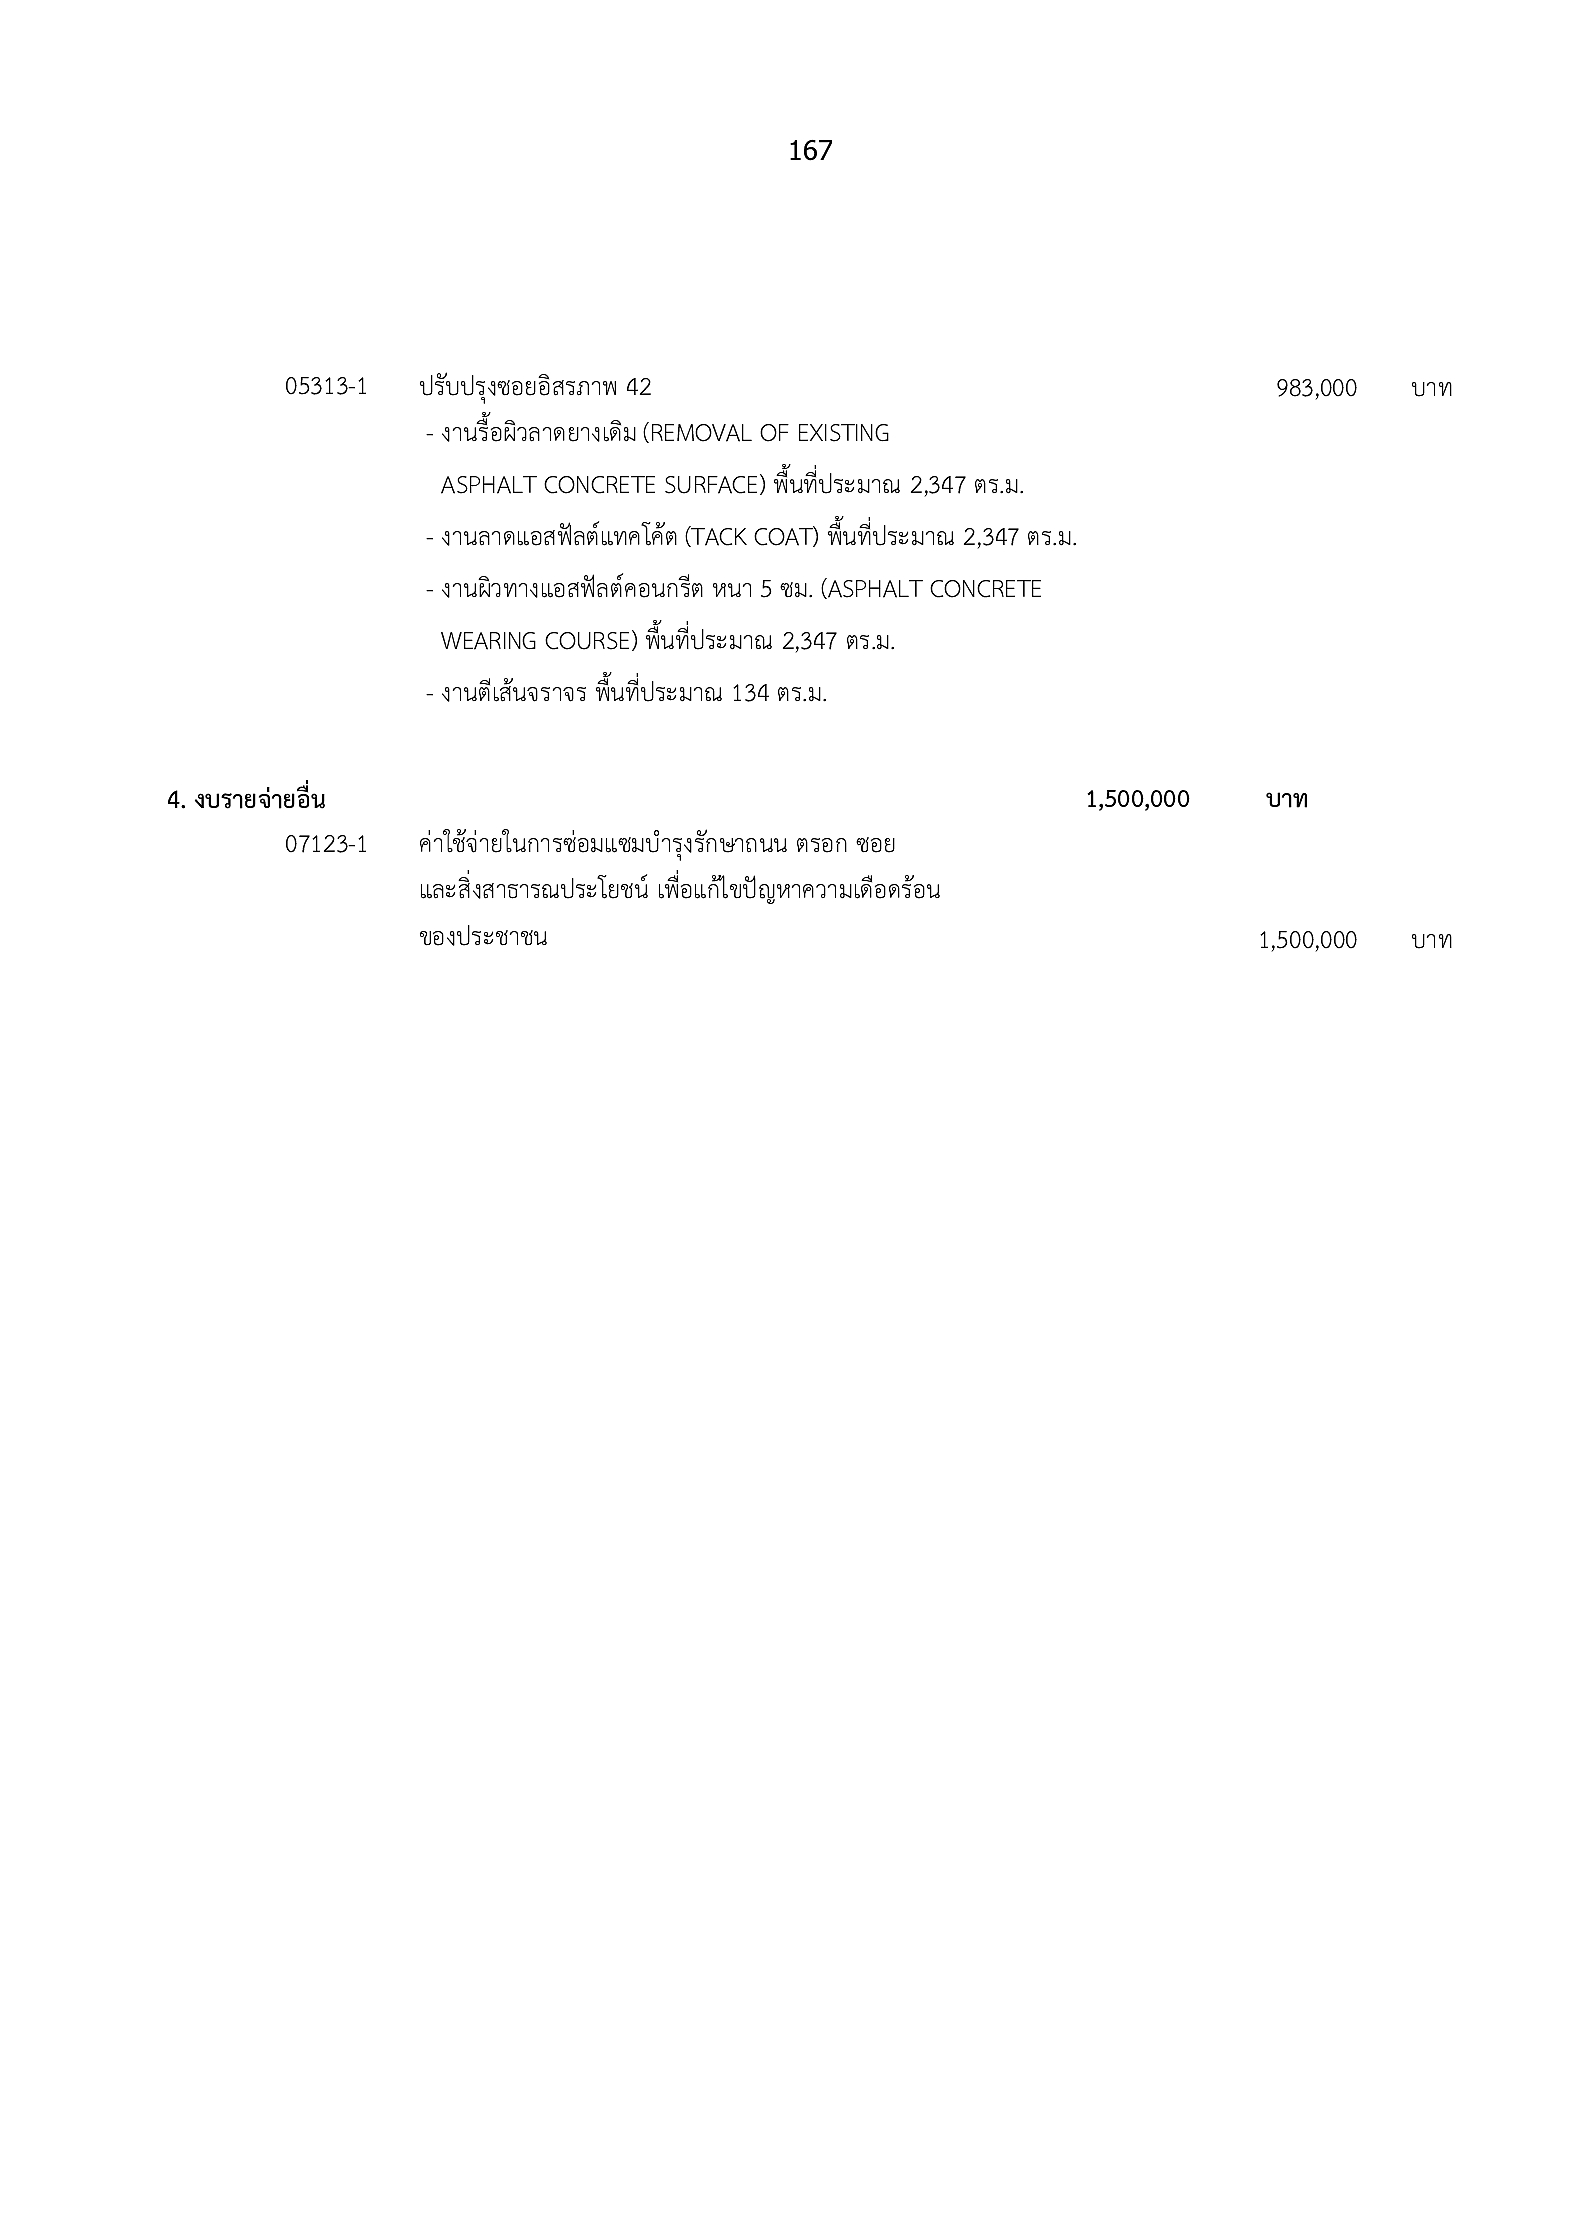 167
05313-1 ปรับปรุงซอยอิสรภาพ 42 983,000 บาท
- งานรื้อผิวลาดยางเดิม (REMOVAL OF EXISTING
ASPHALT CONCRETE SURFACE) พื้นที่ประมาณ 2,347 ตร.ม.
- งานลาดแอสฟัลต์แทคโค้ต (TACK COAT) พื้นที่ประมาณ 2,347 ตร.ม.
- งานผิวทางแอสฟัลต์คอนกรีต หนา 5 ซม. (ASPHALT CONCRETE
WEARING COURSE) พื้นที่ประมาณ 2,347 ตร.ม.
- งานตีเส้นจราจร พื้นที่ประมาณ 134 ตร.ม.
4. งบรายจ่ายอื่น 1,500,000 บาท
07123-1 ค่าใช้จ่ายในการซ่อมแซมบำรุงรักษาถนน ตรอก ซอย
และสิ่งสาธารณประโยชน์ เพื่อแก้ไขปัญหาความเดือดร้อน
ของประชาชน 1,500,000 บาท